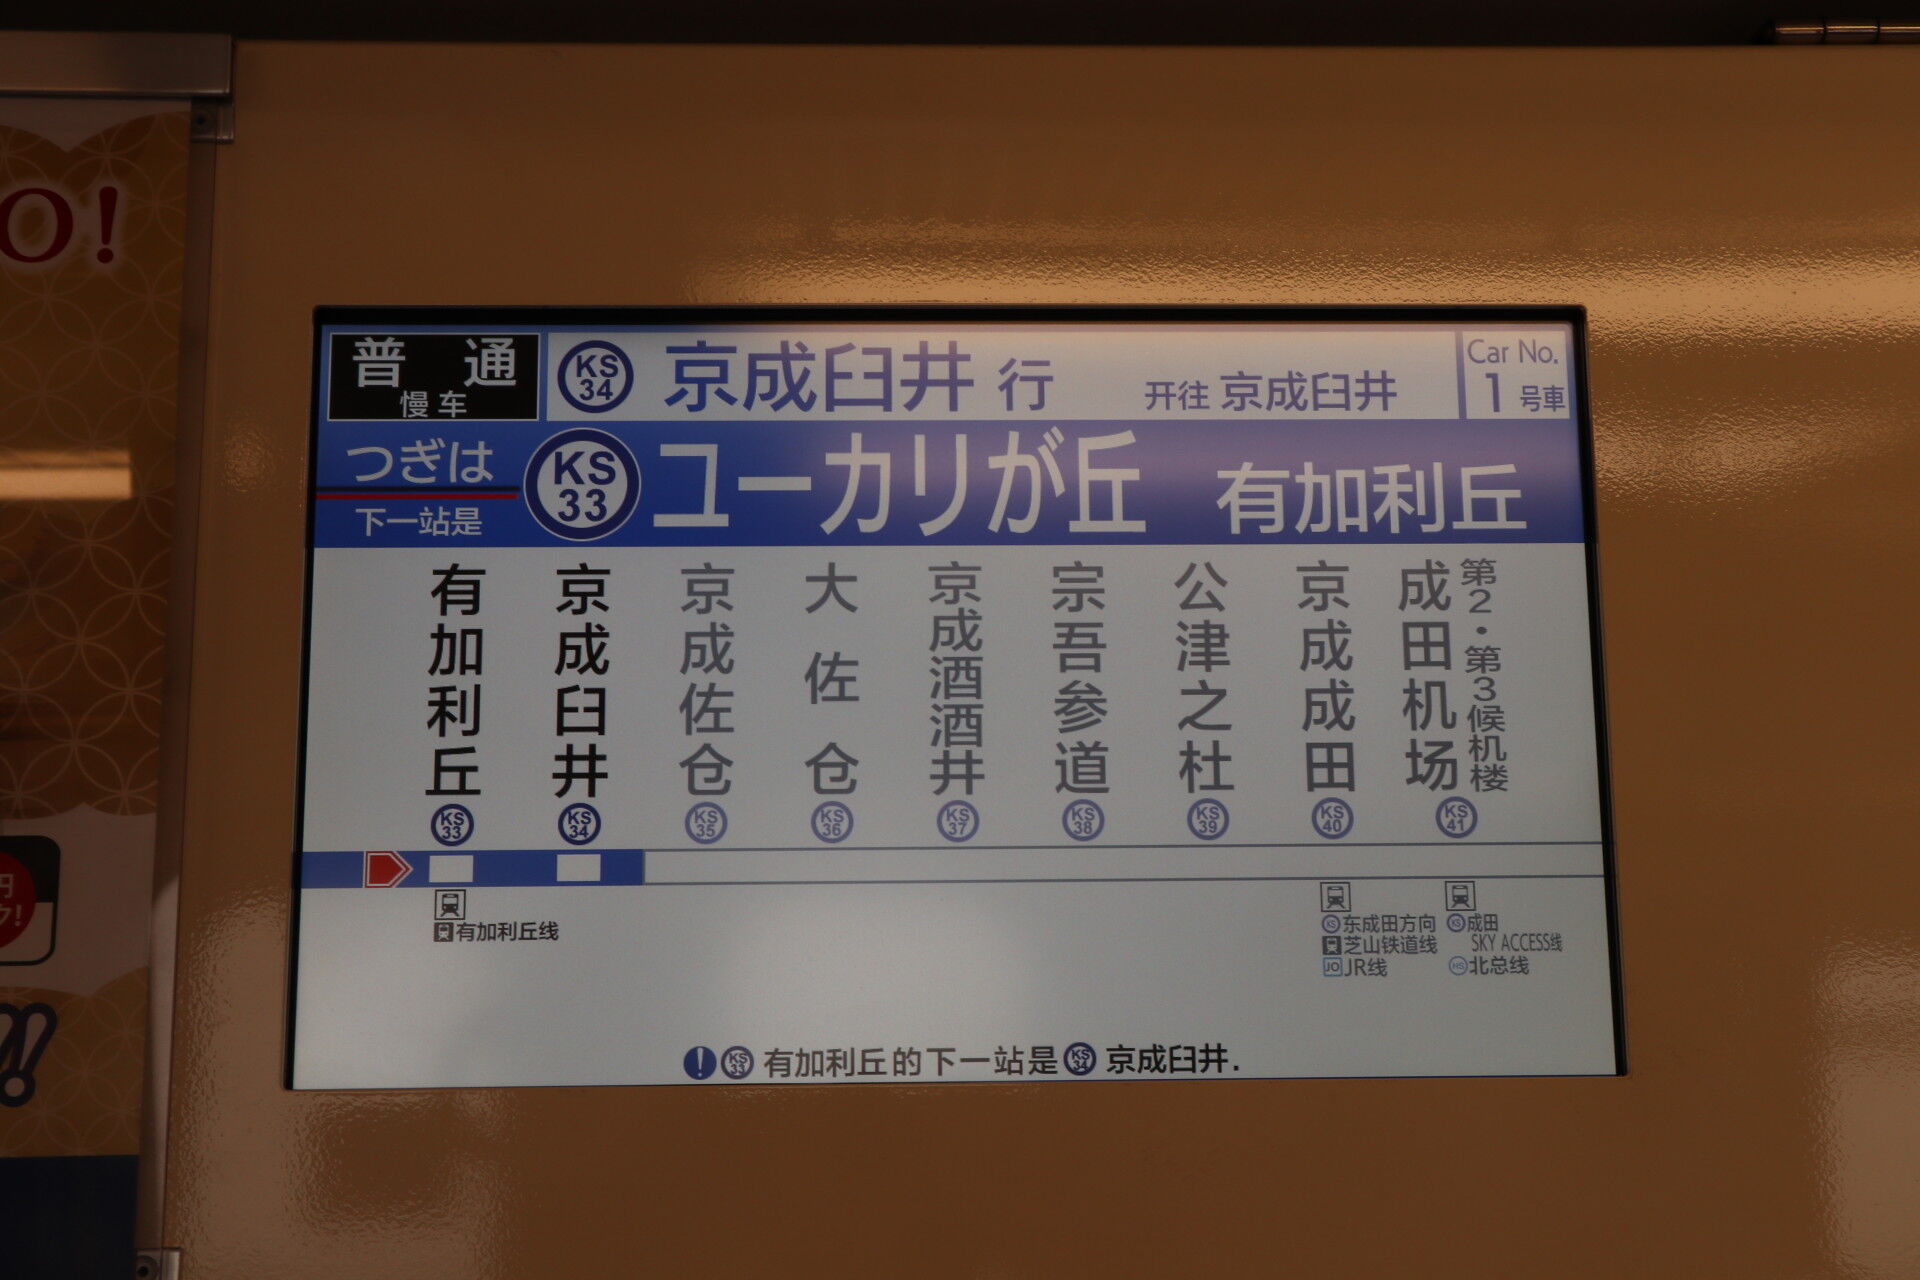 O!
普通
慢车
KS
34
京成臼井 行
开往 京成臼井
Car No.
1 号車
つぎは
下一站是
KS
33
ユーカリが丘
有加利丘
有加利丘
京成臼井
京成佐仓
大佐仓
京成酒酒井
宗吾参道
公津之杜
京成成田
成田机场
第2・第3候机楼
KS
33
KS
34
KS
35
KS
36
KS
37
KS
38
KS
39
KS
40
KS
41
有加利丘线
KS 东成田方向
芝山铁道线
JO JR线
KS 成田
SKY ACCESS线
HS 北总线
! KS 33 有加利丘的下一站是 KS 34 京成臼井.
円
ク!
!!